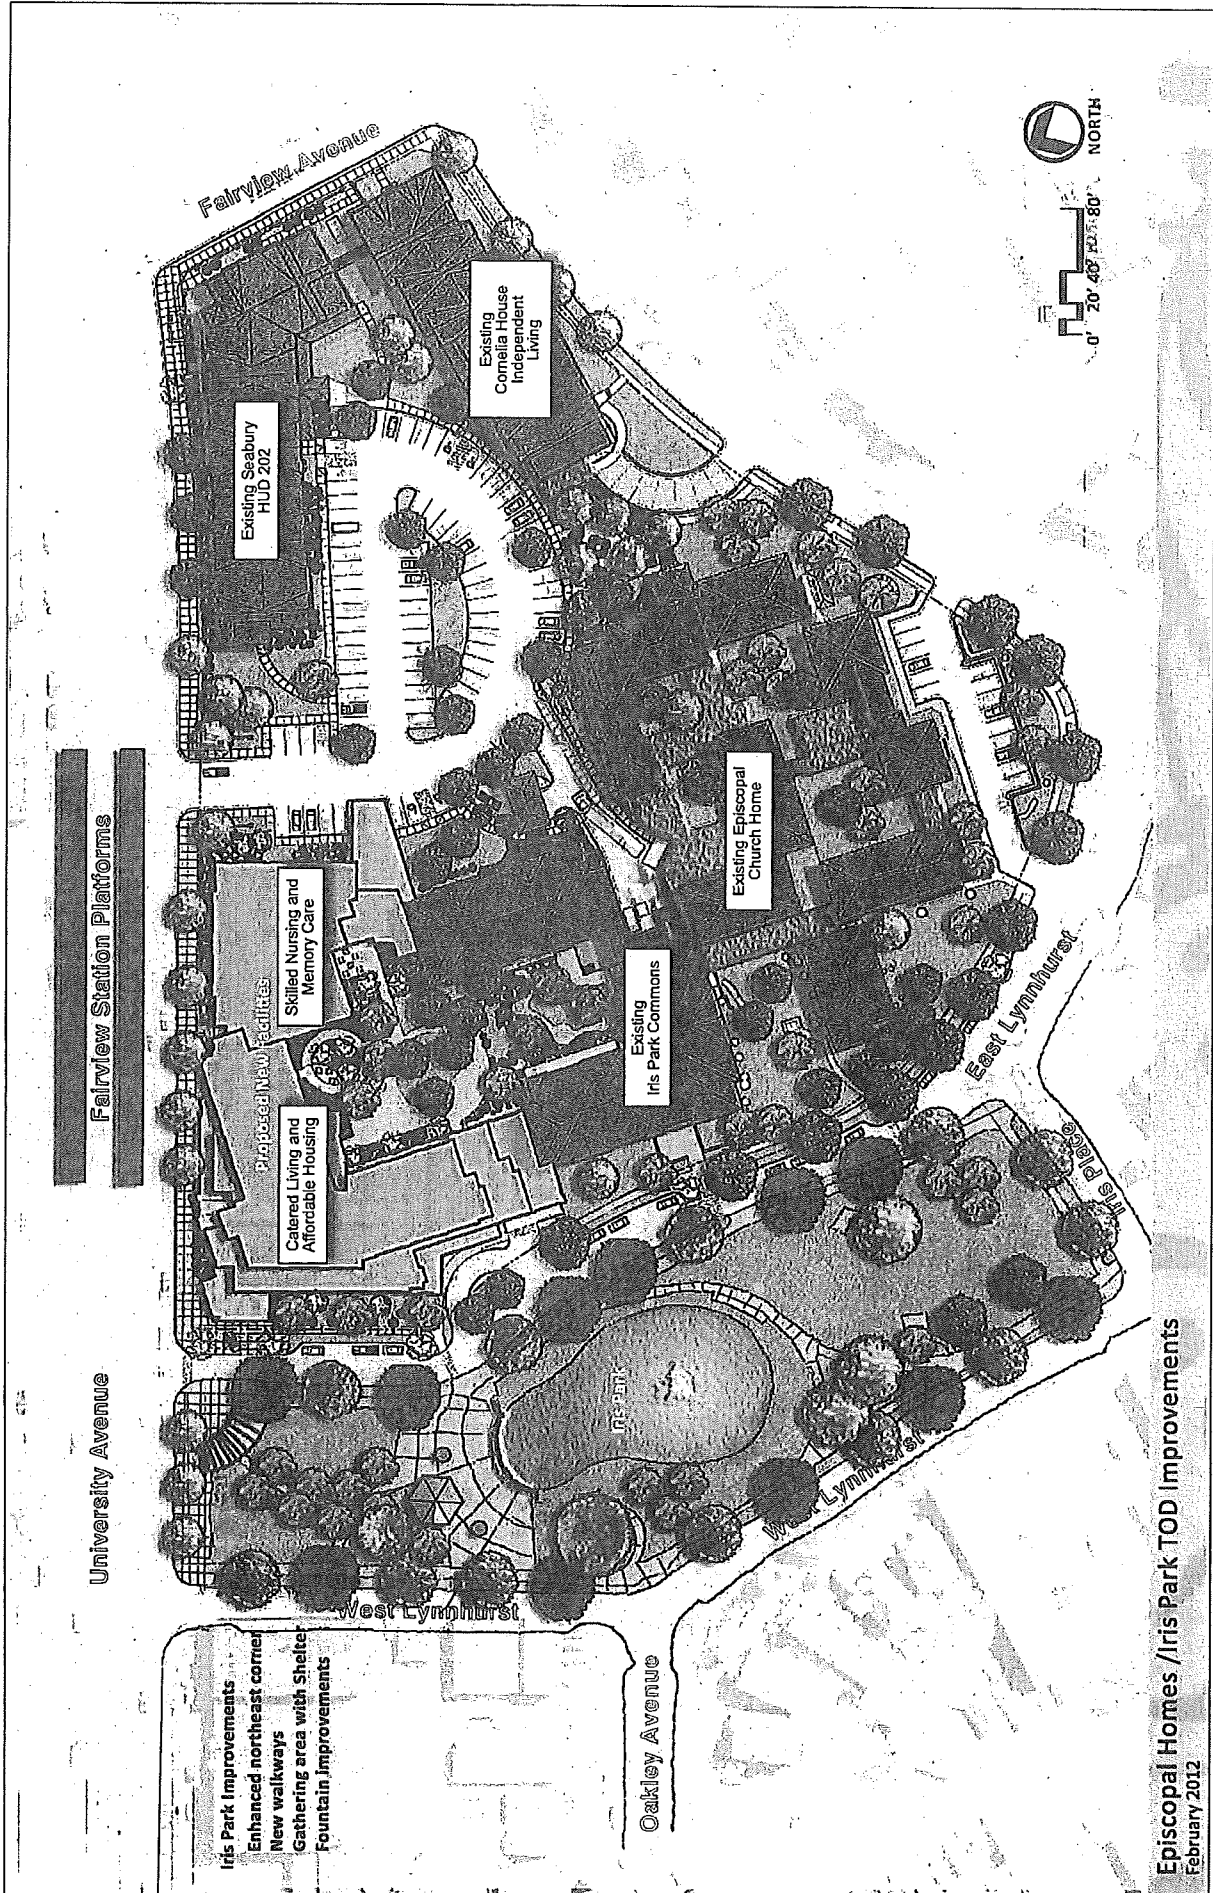 Fairview Avenue
University Avenue
Fairview Station Platforms
Existing Seabury
HUD 202
Existing
Cornelia House
Independent
Living
Proposed New Facilities
Skilled Nursing and
Memory Care
Catered Living and
Affordable Housing
Existing
Iris Park Commons
Existing Episcopal
Church Home
East Lynnhurst
Iris Place
Iris Park
West Lynnhurst
West Lynnhurst
Oakley Avenue
Iris Park Improvements
Enhanced northeast corner
New walkways
Gathering area with Shelter
Fountain Improvements
0' 20' 40' 80'
NORTH
Episcopal Homes /Iris Park TOD Improvements
February 2012